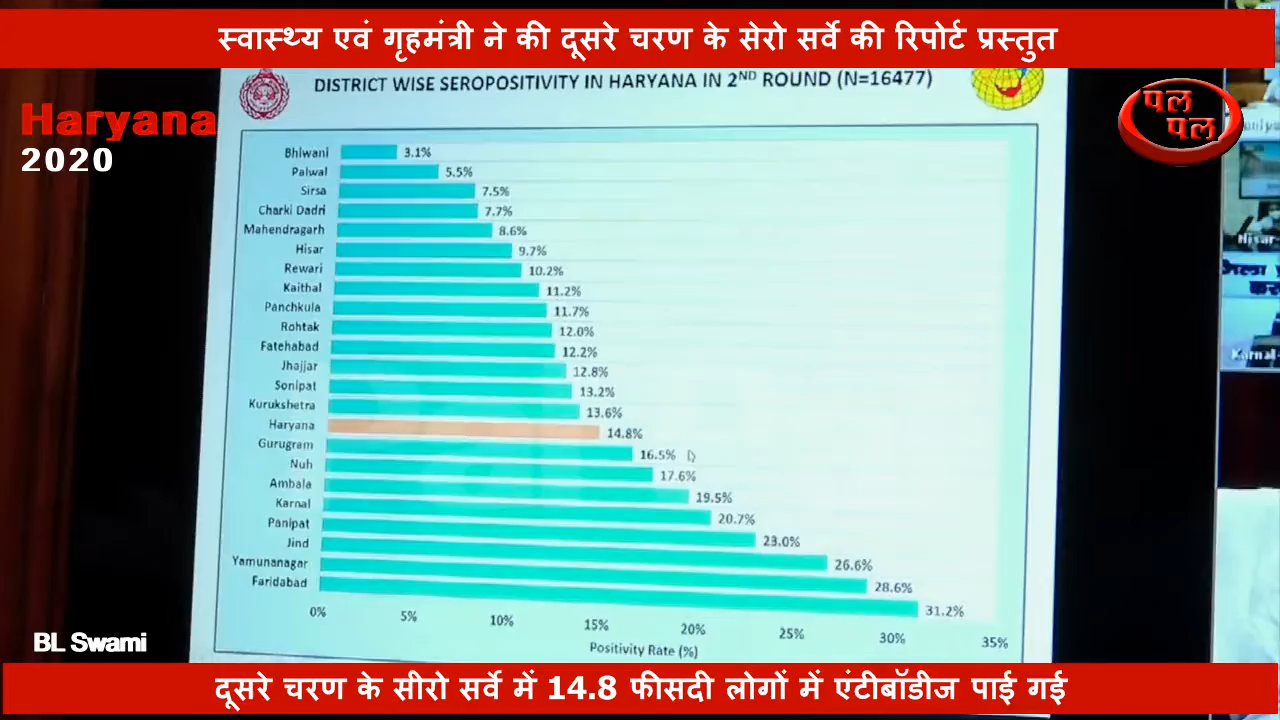 स्वास्थ्य एवं गृहमंत्री ने की दूसरे चरण के सेरो सर्वे की रिपोर्ट प्रस्तुत
DISTRICT WISE SEROPOSITIVITY IN HARYANA IN 2ND ROUND (N=16477)
Haryana
2020
पल
पल
Bhiwani 3.1%
Palwal 5.5%
Sirsa 7.5%
Charki Dadri 7.7%
Mahendragarh 8.6%
Hisar 9.7%
Rewari 10.2%
Kaithal 11.2%
Panchkula 11.7%
Rohtak 12.0%
Fatehabad 12.2%
Jhajjar 12.8%
Sonipat 13.2%
Kurukshetra 13.6%
Haryana 14.8%
Gurugram 16.5%
Nuh 17.6%
Ambala 19.5%
Karnal 20.7%
Panipat 23.0%
Jind 26.6%
Yamunanagar 28.6%
Faridabad 31.2%
0% 5% 10% 15% 20% 25% 30% 35%
Positivity Rate (%)
Hisar
जिला
Karnal
BL Swami
दूसरे चरण के सीरो सर्वे में 14.8 फीसदी लोगों में एंटीबॉडीज पाई गई